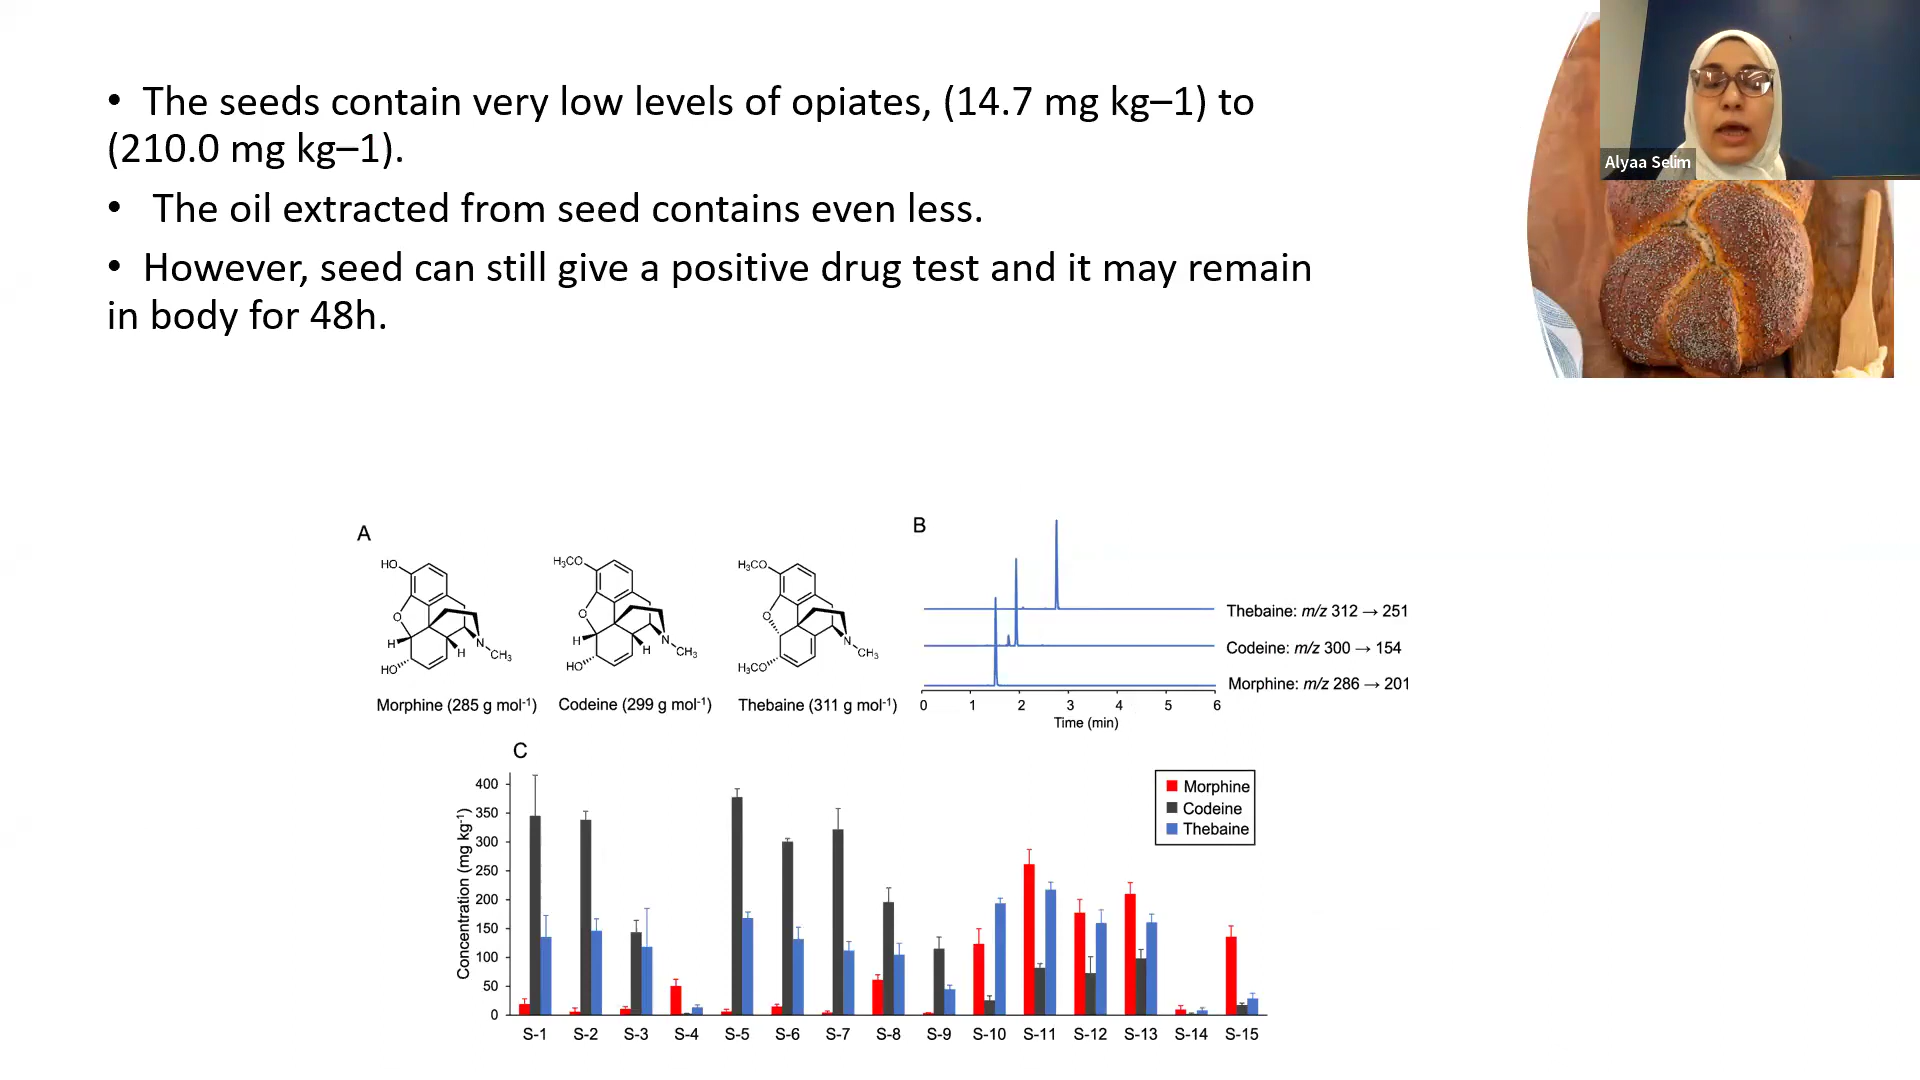 • The seeds contain very low levels of opiates, (14.7 mg kg–1) to
(210.0 mg kg–1).
• The oil extracted from seed contains even less.
• However, seed can still give a positive drug test and it may remain
in body for 48h.
Alyaa Selim
A
HO
O
H
H
N
CH₃
HO
Morphine (285 g mol⁻¹)
H₃CO
O
H
H
N
CH₃
HO
Codeine (299 g mol⁻¹)
H₃CO
O
N
CH₃
H₃CO
Thebaine (311 g mol⁻¹)
B
Thebaine: m/z 312 → 251
Codeine: m/z 300 → 154
Morphine: m/z 286 → 201
0 1 2 3 4 5 6
Time (min)
C
Concentration (mg kg⁻¹)
400
350
300
250
200
150
100
50
0
Morphine
Codeine
Thebaine
S-1 S-2 S-3 S-4 S-5 S-6 S-7 S-8 S-9 S-10 S-11 S-12 S-13 S-14 S-15